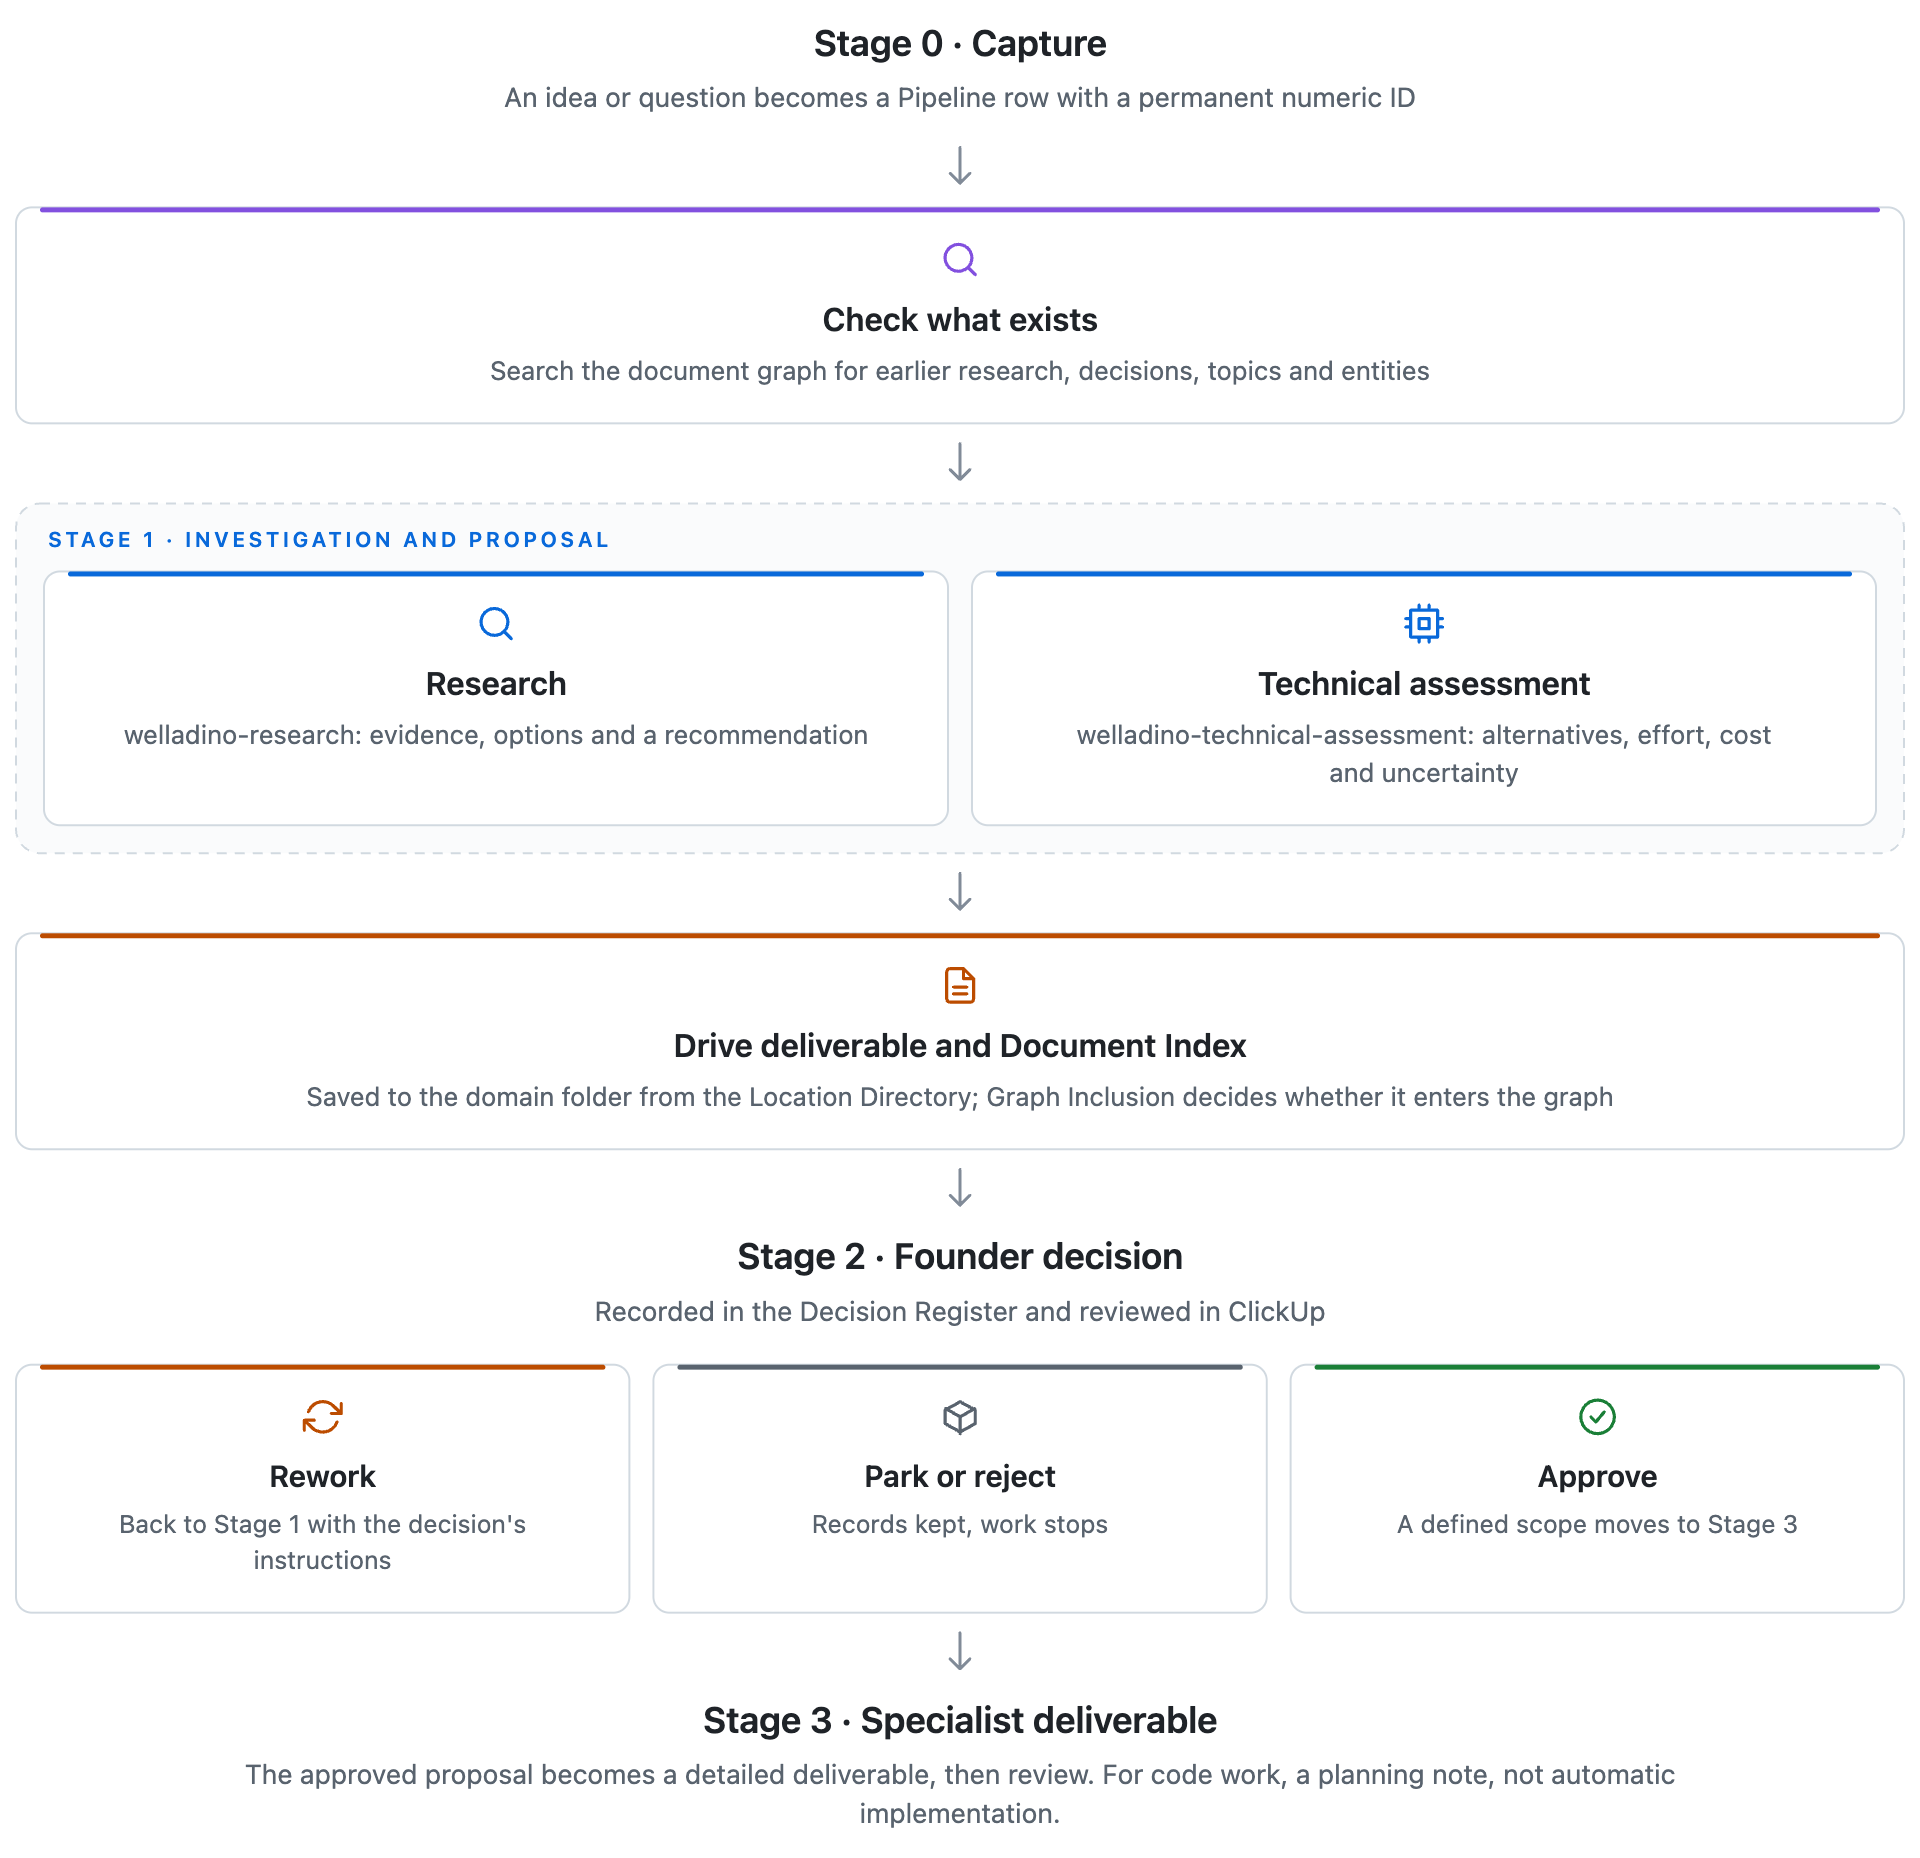 Stage 0 · Capture
An idea or question becomes a Pipeline row with a permanent numeric ID
Check what exists
Search the document graph for earlier research, decisions, topics and entities
STAGE 1 · INVESTIGATION AND PROPOSAL
Research
welladino-research: evidence, options and a recommendation
Technical assessment
welladino-technical-assessment: alternatives, effort, cost
and uncertainty
Drive deliverable and Document Index
Saved to the domain folder from the Location Directory; Graph Inclusion decides whether it enters the graph
Stage 2 · Founder decision
Recorded in the Decision Register and reviewed in ClickUp
Rework
Back to Stage 1 with the decision's
instructions
Park or reject
Records kept, work stops
Approve
A defined scope moves to Stage 3
Stage 3 · Specialist deliverable
The approved proposal becomes a detailed deliverable, then review. For code work, a planning note, not automatic
implementation.